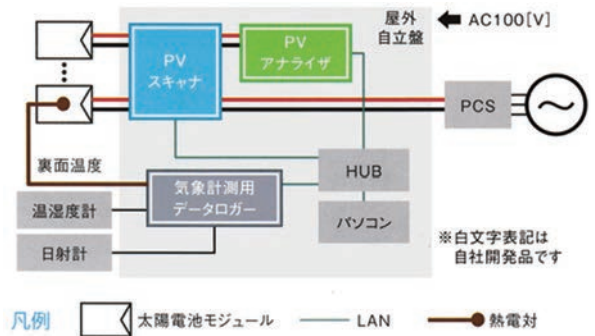 屋外
自立盤
AC100[V]
PV
スキャナ
PV
アナライザ
PCS
裏面温度
気象計測用
データロガー
HUB
温湿度計
パソコン
日射計
※白文字表記は
自社開発品です
凡例
太陽電池モジュール
LAN
熱電対